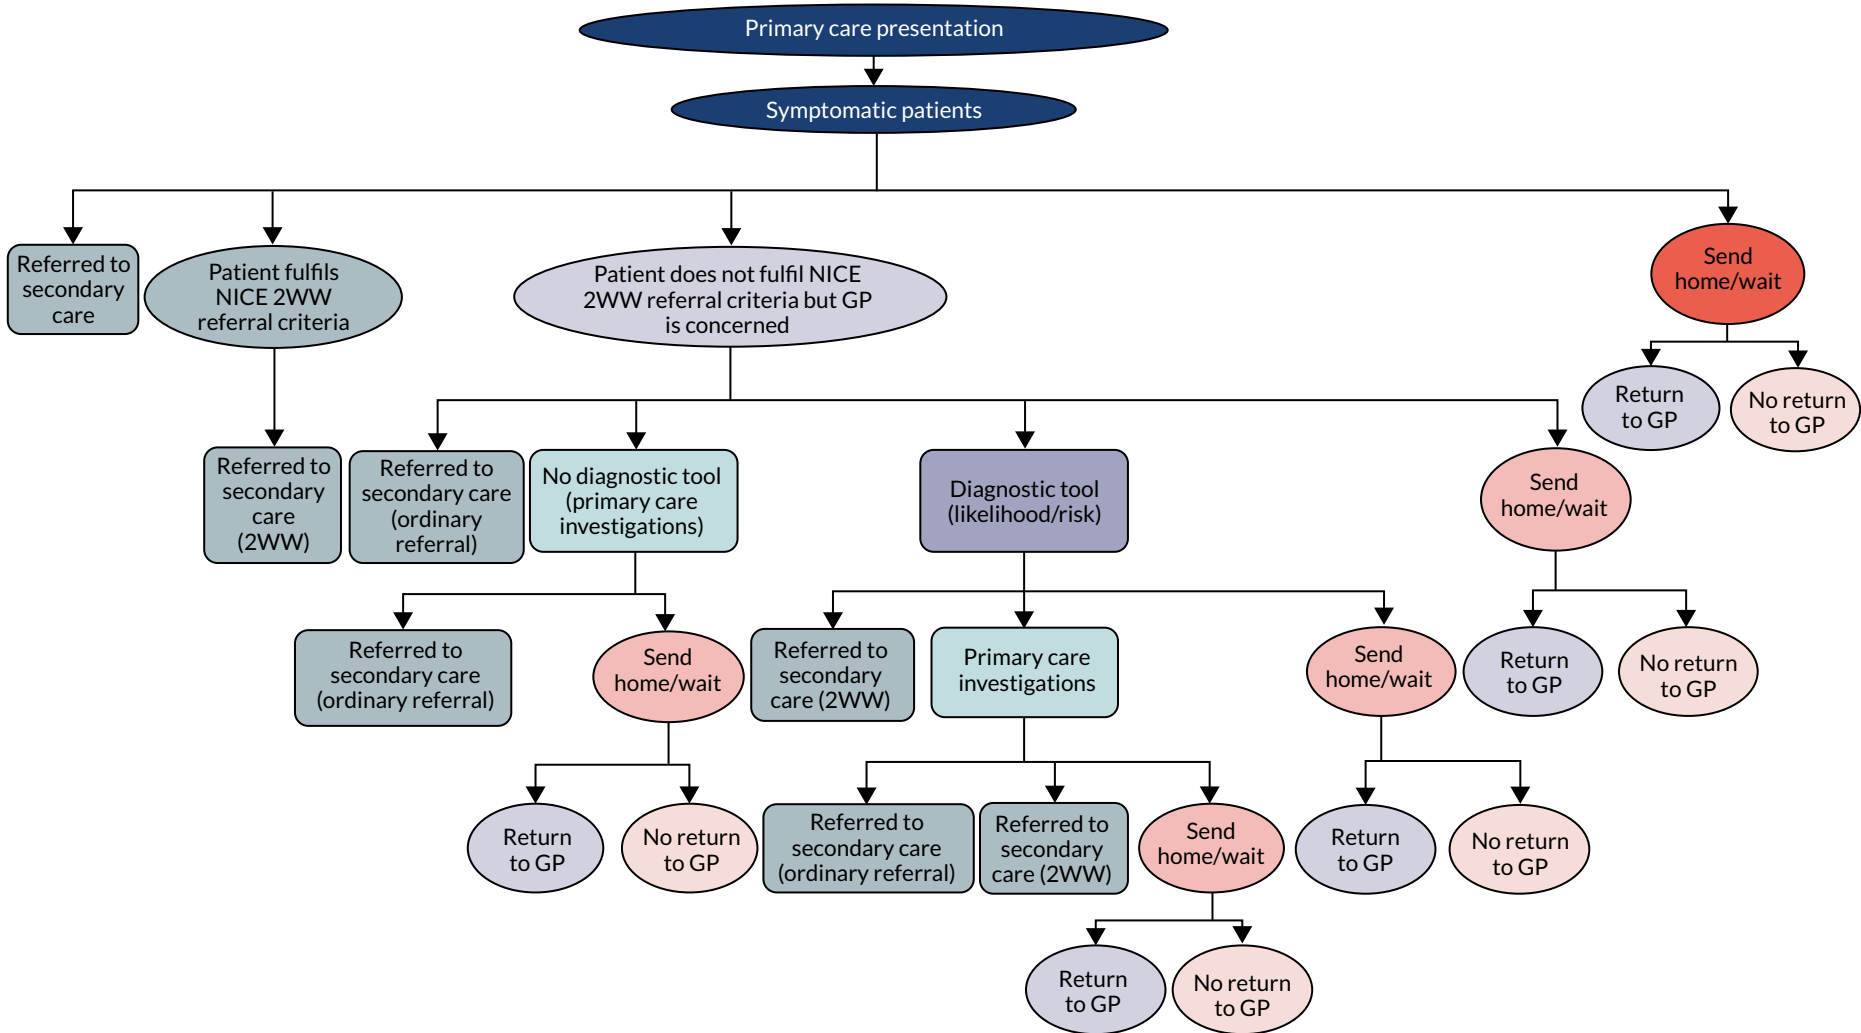 Primary care presentation
Symptomatic patients
Referred to
secondary
care
Patient fulfils
NICE 2WW
referral criteria
Patient does not fulfil NICE
2WW referral criteria but GP
is concerned
Send
home/wait
Return
to GP
No return
to GP
Referred to
secondary
care
(2WW)
Referred to
secondary care
(ordinary
referral)
No diagnostic tool
(primary care
investigations)
Diagnostic tool
(likelihood/risk)
Send
home/wait
Referred to
secondary care
(ordinary referral)
Send
home/wait
Referred to
secondary
care (2WW)
Primary care
investigations
Send
home/wait
Return
to GP
No return
to GP
Return
to GP
No return
to GP
Referred to
secondary care
(ordinary referral)
Referred to
secondary
care (2WW)
Send
home/wait
Return
to GP
No return
to GP
Return
to GP
No return
to GP